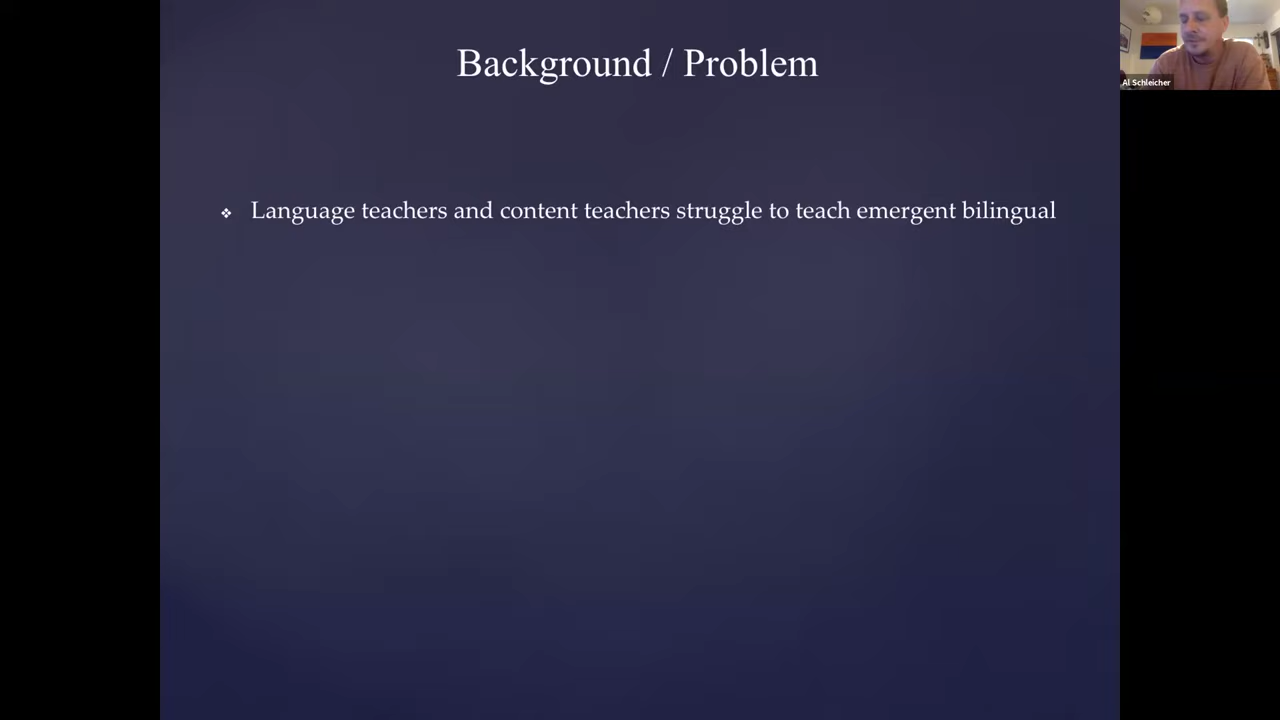 Background / Problem
Al Schleicher
❖ Language teachers and content teachers struggle to teach emergent bilingual